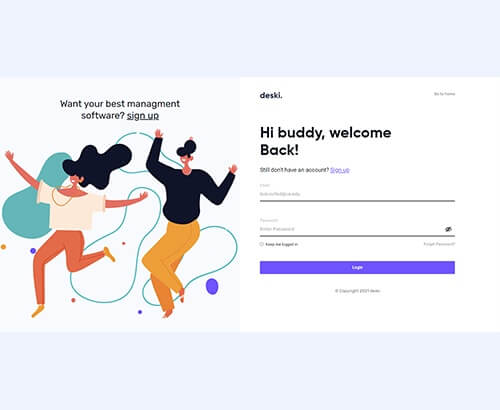 Want your best managment
software? sign up
deski.
Go to home
Hi buddy, welcome
Back!
Still don't have an account? Sign up
Email
Password
Enter Password
Keep me logged in
Forget Password?
Login
© Copyright 2021 deski